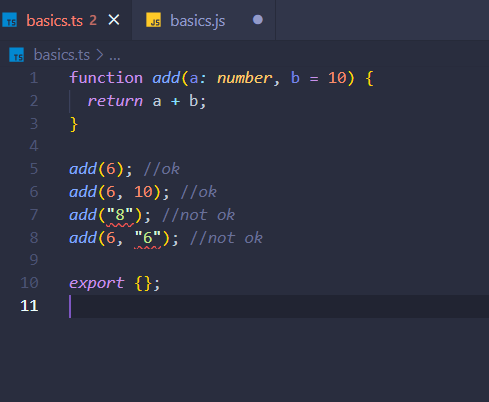 TS basics.ts 2 × JS basics.js ●
TS basics.ts > ...
1 function add(a: number, b = 10) {
2   return a + b;
3 }
4
5 add(6); //ok
6 add(6, 10); //ok
7 add("8"); //not ok
8 add(6, "6"); //not ok
9
10 export {};
11